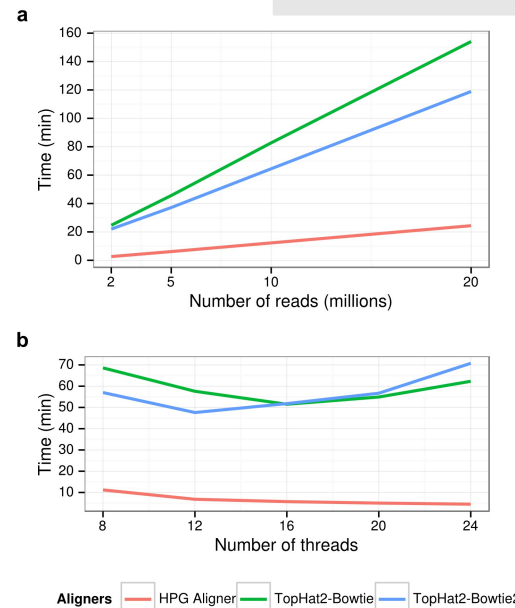 a
160
140
120
100
80
60
40
20
0
Time (min)
2 5 10 20
Number of reads (millions)
b
70
60
50
40
30
20
10
Time (min)
8 12 16 20 24
Number of threads
Aligners HPG Aligner TopHat2-Bowtie TopHat2-Bowtie2